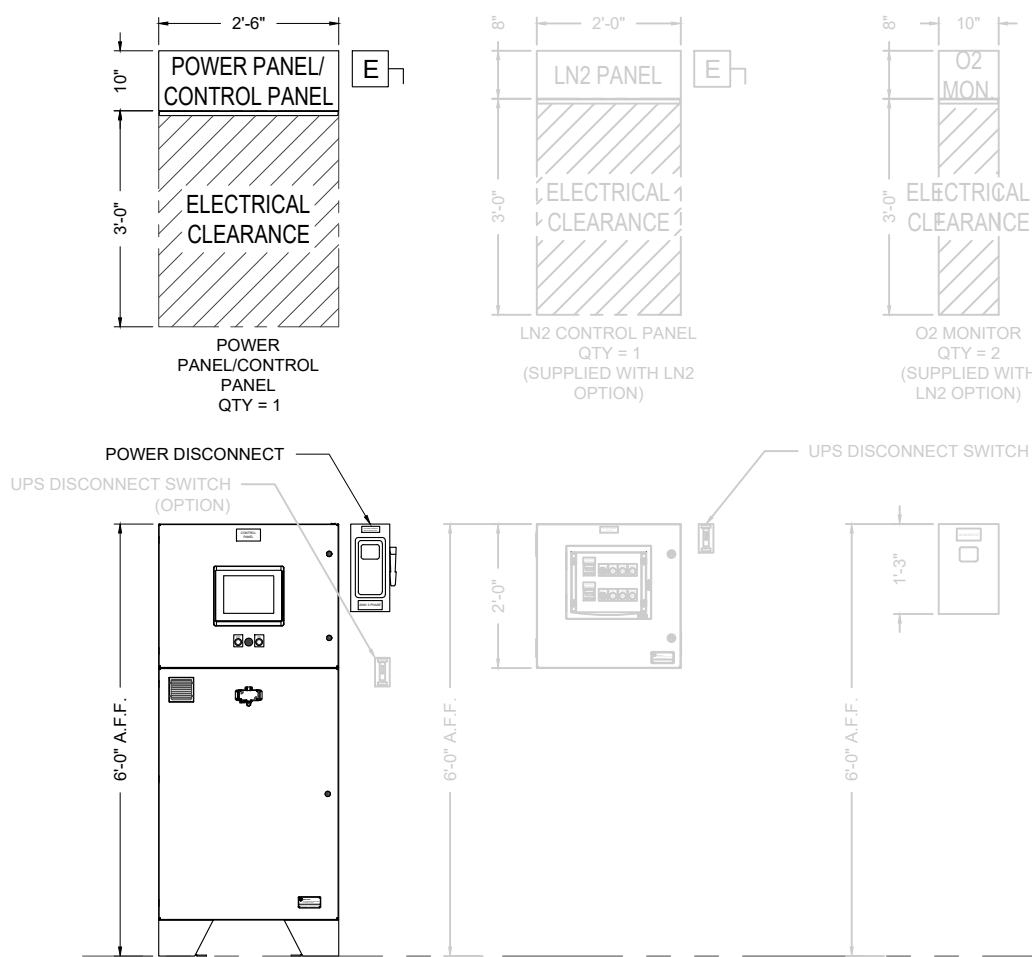 2'-6"
10"
POWER PANEL/
CONTROL PANEL
E
3'-0"
ELECTRICAL
CLEARANCE
POWER
PANEL/CONTROL
PANEL
QTY = 1
8"
2'-0"
LN2 PANEL
E
3'-0"
ELECTRICAL
CLEARANCE
LN2 CONTROL PANEL
QTY = 1
(SUPPLIED WITH LN2
OPTION)
8"
10"
O2
MON.
3'-0"
ELECTRICAL
CLEARANCE
O2 MONITOR
QTY = 2
(SUPPLIED WITH
LN2 OPTION)
POWER DISCONNECT
UPS DISCONNECT SWITCH
(OPTION)
CONTROL
PANEL
6'-0" A.F.F.
UPS DISCONNECT SWITCH
2'-0"
6'-0" A.F.F.
1'-3"
6'-0" A.F.F.